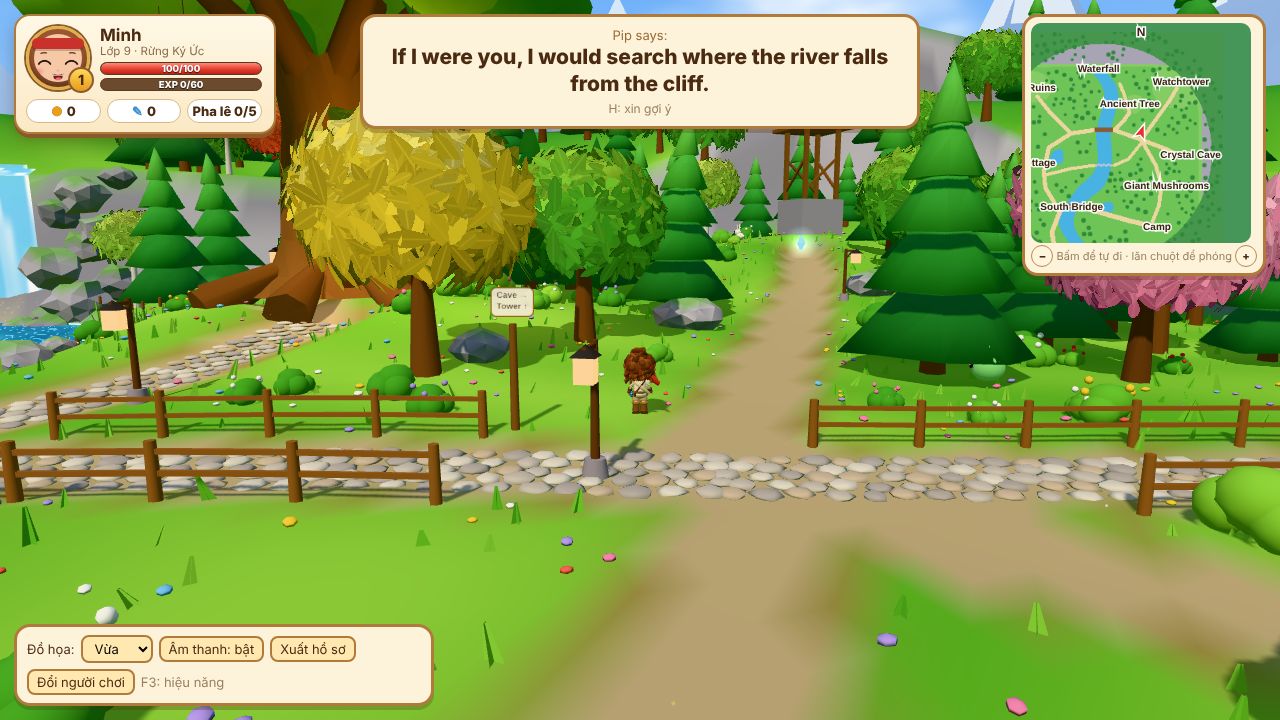 Minh
Lớp 9 · Rừng Ký Ức
100/100
1
EXP 0/60
0
0
Pha lê 0/5
Pip says:
If I were you, I would search where the river falls
from the cliff.
H: xin gợi ý
N
Waterfall
Ruins
Watchtower
Ancient Tree
Crystal Cave
ttage
Giant Mushrooms
South Bridge
Camp
− Bấm để tự đi · lăn chuột để phóng +
Cave →
Tower ↑
Đồ họa: Vừa Âm thanh: bật Xuất hồ sơ
Đổi người chơi F3: hiệu năng